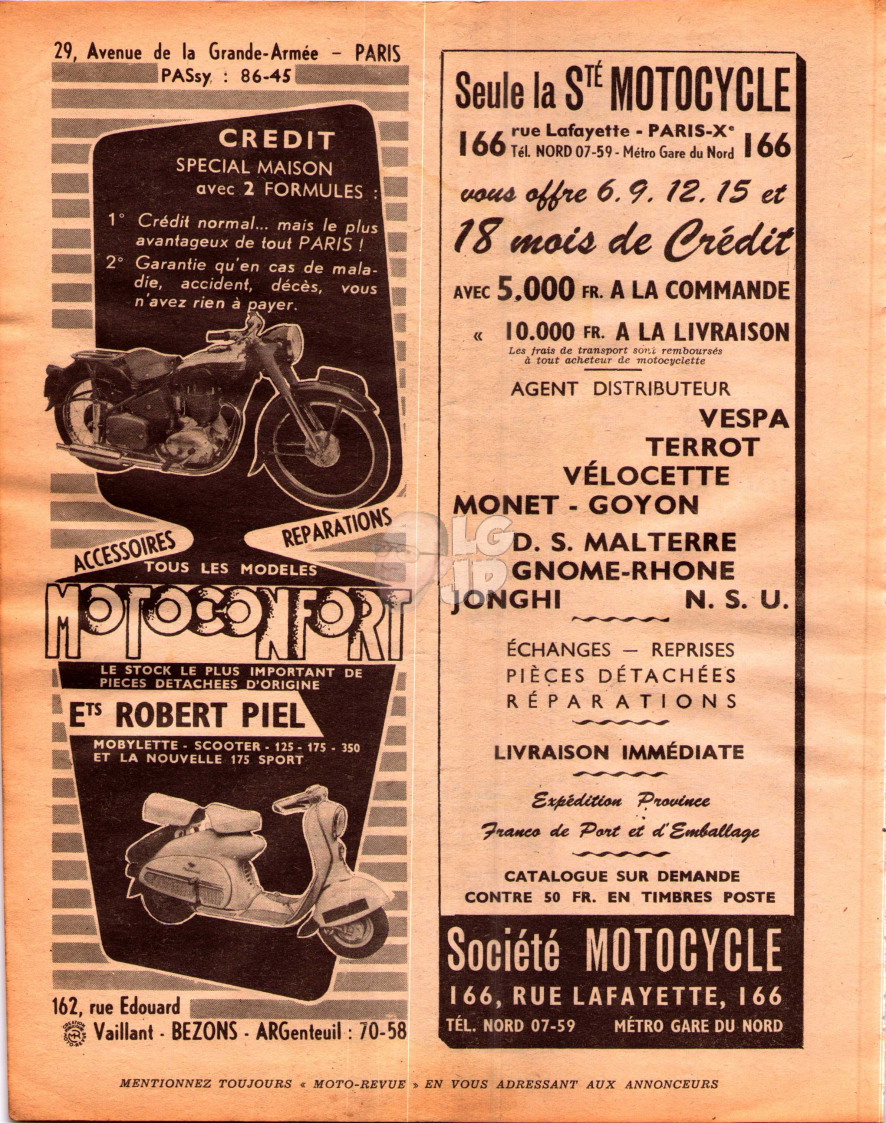 29, Avenue de la Grande-Armée – PARIS
PASsy : 86-45
CREDIT
SPECIAL MAISON
avec 2 FORMULES :
1° Crédit normal... mais le plus
avantageux de tout PARIS !
2° Garantie qu'en cas de mala-
die, accident, décès, vous
n'avez rien à payer.
ACCESSOIRES
REPARATIONS
TOUS LES MODELES
MOTOCONFORT
LE STOCK LE PLUS IMPORTANT DE
PIECES DETACHEES D'ORIGINE
ETS ROBERT PIEL
MOBYLETTE - SCOOTER - 125 - 175 - 350
ET LA NOUVELLE 175 SPORT
162, rue Edouard
Vaillant - BEZONS - ARGenteuil : 70-58
Seule la STÉ MOTOCYCLE
166 rue Lafayette - PARIS-Xe 166
Tél. NORD 07-59 - Métro Gare du Nord
vous offre 6. 9. 12. 15 et
18 mois de Crédit
AVEC 5.000 FR. A LA COMMANDE
« 10.000 FR. A LA LIVRAISON
Les frais de transport sont remboursés
à tout acheteur de motocyclette
AGENT DISTRIBUTEUR
VESPA
TERROT
VÉLOCETTE
MONET - GOYON
D. S. MALTERRE
GNOME-RHONE
JONGHI N. S. U.
ÉCHANGES — REPRISES
PIÈCES DÉTACHÉES
RÉPARATIONS
LIVRAISON IMMÉDIATE
Expédition Province
Franco de Port et d'Emballage
CATALOGUE SUR DEMANDE
CONTRE 50 FR. EN TIMBRES POSTE
Société MOTOCYCLE
166, RUE LAFAYETTE, 166
TÉL. NORD 07-59 MÉTRO GARE DU NORD
MENTIONNEZ TOUJOURS « MOTO-REVUE » EN VOUS ADRESSANT AUX ANNONCEURS